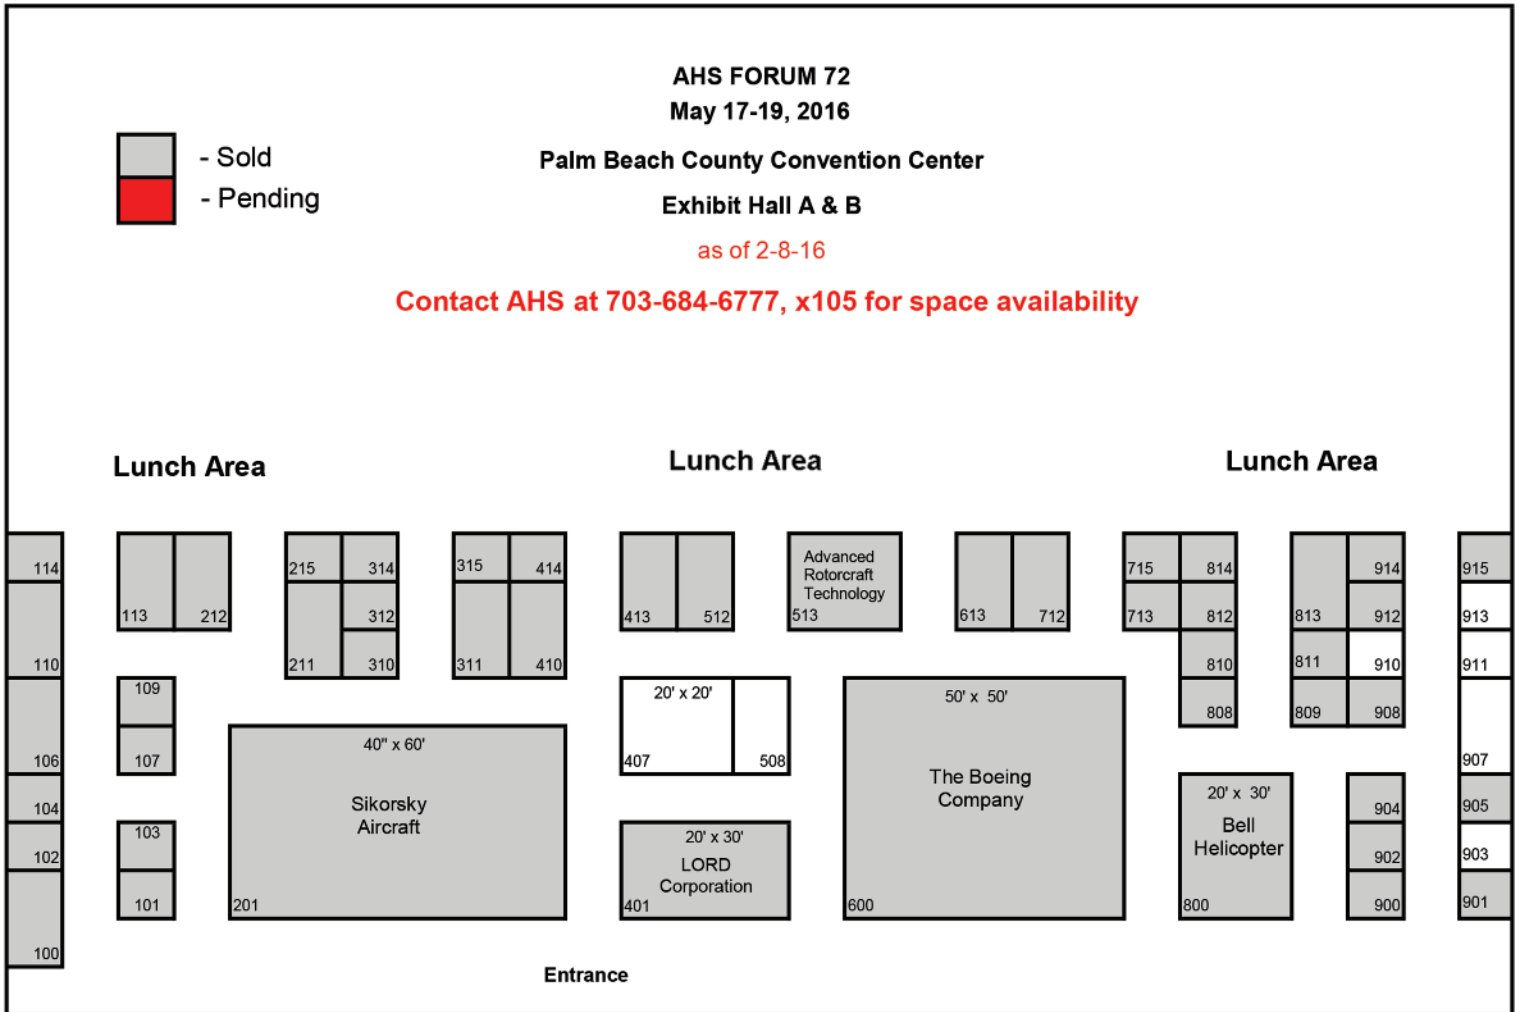 AHS FORUM 72
May 17-19, 2016
- Sold
Palm Beach County Convention Center
- Pending
Exhibit Hall A & B
as of 2-8-16
Contact AHS at 703-684-6777, x105 for space availability
Lunch Area
Lunch Area
Lunch Area
114
113
212
215
314
312
211
310
315
414
311
410
413
512
Advanced
Rotorcraft
Technology
513
613
712
715
814
713
812
810
808
813
914
912
811
910
809
908
915
913
911
907
110
109
106
107
104
103
102
101
100
40" x 60'
Sikorsky
Aircraft
201
20' x 20'
407
508
20' x 30'
LORD
Corporation
401
50' x 50'
The Boeing
Company
600
20' x 30'
Bell
Helicopter
800
904
902
900
905
903
901
Entrance